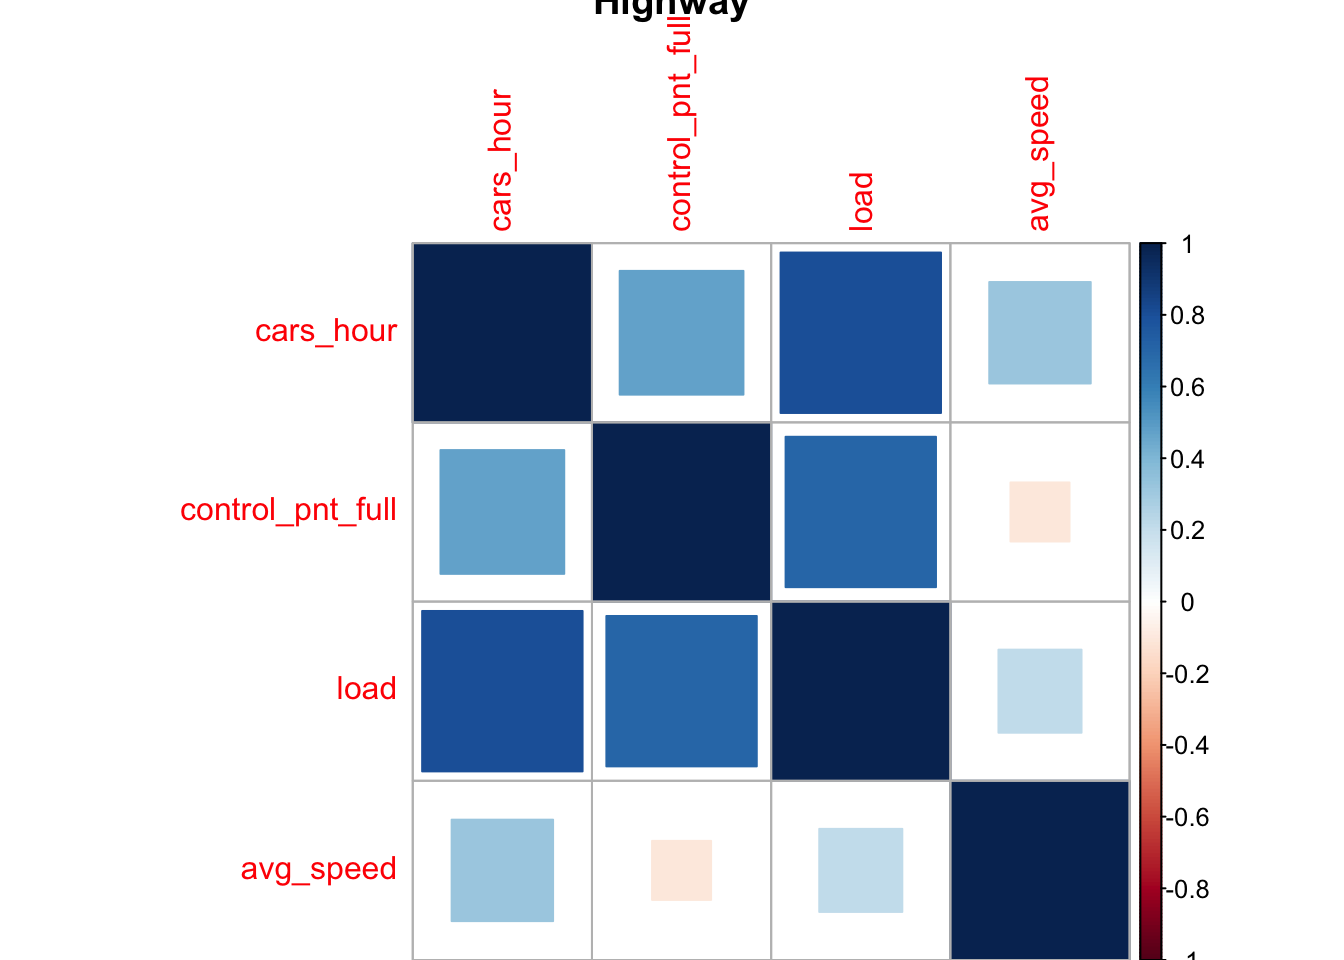 Highway
cars_hour
control_pnt_full
load
avg_speed
cars_hour
control_pnt_full
load
avg_speed
1
0.8
0.6
0.4
0.2
0
-0.2
-0.4
-0.6
-0.8